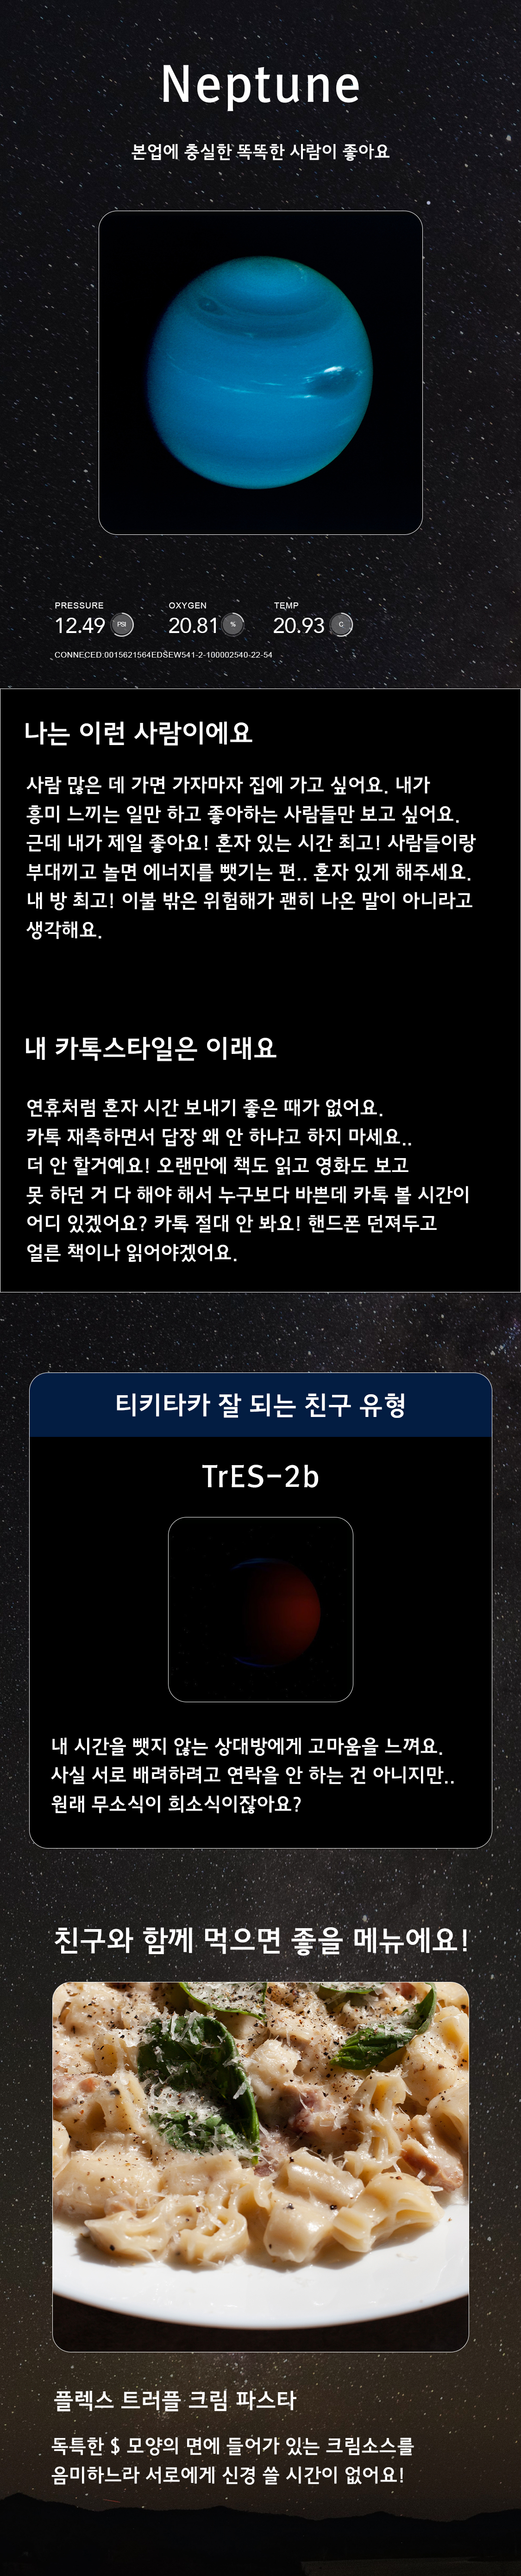 Neptune
본업에 충실한 똑똑한 사람이 좋아요
PRESSURE
12.49 PSI
OXYGEN
20.81 %
TEMP
20.93 C
CONNECED:0015621564EDSEW541-2-100002540-22-54
나는 이런 사람이에요
사람 많은 데 가면 가자마자 집에 가고 싶어요. 내가
흥미 느끼는 일만 하고 좋아하는 사람들만 보고 싶어요.
근데 내가 제일 좋아요! 혼자 있는 시간 최고! 사람들이랑
부대끼고 놀면 에너지를 뺏기는 편.. 혼자 있게 해주세요.
내 방 최고! 이불 밖은 위험해가 괜히 나온 말이 아니라고
생각해요.
내 카톡스타일은 이래요
연휴처럼 혼자 시간 보내기 좋은 때가 없어요.
카톡 재촉하면서 답장 왜 안 하냐고 하지 마세요..
더 안 할거예요! 오랜만에 책도 읽고 영화도 보고
못 하던 거 다 해야 해서 누구보다 바쁜데 카톡 볼 시간이
어디 있겠어요? 카톡 절대 안 봐요! 핸드폰 던져두고
얼른 책이나 읽어야겠어요.
티키타카 잘 되는 친구 유형
TrES-2b
내 시간을 뺏지 않는 상대방에게 고마움을 느껴요.
사실 서로 배려하려고 연락을 안 하는 건 아니지만..
원래 무소식이 희소식이잖아요?
친구와 함께 먹으면 좋을 메뉴에요!
플렉스 트러플 크림 파스타
독특한 $ 모양의 면에 들어가 있는 크림소스를
음미하느라 서로에게 신경 쓸 시간이 없어요!